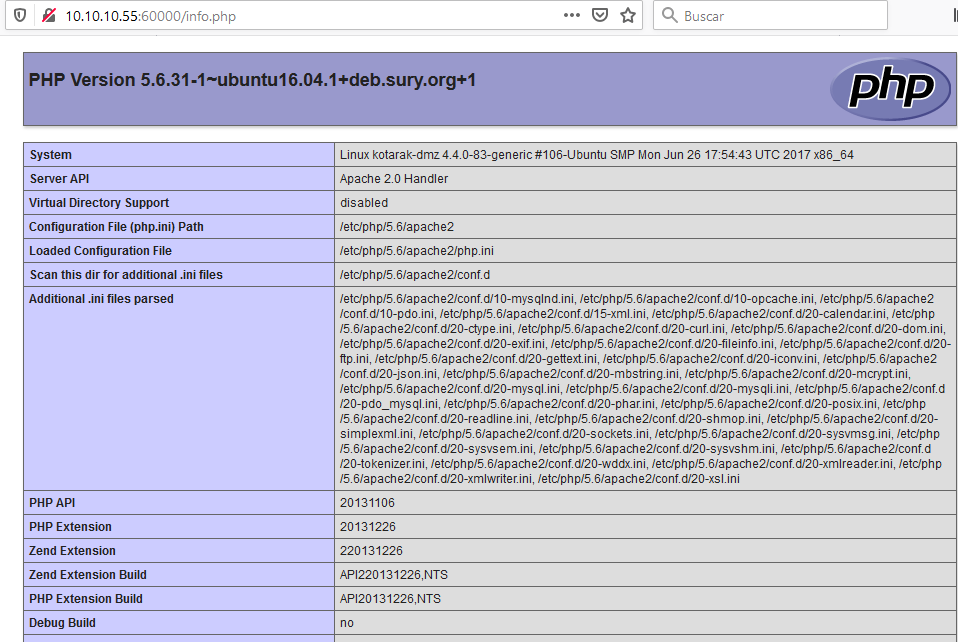 10.10.10.55:60000/info.php
Buscar
PHP Version 5.6.31-1~ubuntu16.04.1+deb.sury.org+1
php
System Linux kotarak-dmz 4.4.0-83-generic #106-Ubuntu SMP Mon Jun 26 17:54:43 UTC 2017 x86_64
Server API Apache 2.0 Handler
Virtual Directory Support disabled
Configuration File (php.ini) Path /etc/php/5.6/apache2
Loaded Configuration File /etc/php/5.6/apache2/php.ini
Scan this dir for additional .ini files /etc/php/5.6/apache2/conf.d
Additional .ini files parsed /etc/php/5.6/apache2/conf.d/10-mysqlnd.ini, /etc/php/5.6/apache2/conf.d/10-opcache.ini, /etc/php/5.6/apache2
/conf.d/10-pdo.ini, /etc/php/5.6/apache2/conf.d/15-xml.ini, /etc/php/5.6/apache2/conf.d/20-calendar.ini, /etc/php
/5.6/apache2/conf.d/20-ctype.ini, /etc/php/5.6/apache2/conf.d/20-curl.ini, /etc/php/5.6/apache2/conf.d/20-dom.ini,
/etc/php/5.6/apache2/conf.d/20-exif.ini, /etc/php/5.6/apache2/conf.d/20-fileinfo.ini, /etc/php/5.6/apache2/conf.d/20-
ftp.ini, /etc/php/5.6/apache2/conf.d/20-gettext.ini, /etc/php/5.6/apache2/conf.d/20-iconv.ini, /etc/php/5.6/apache2
/conf.d/20-json.ini, /etc/php/5.6/apache2/conf.d/20-mbstring.ini, /etc/php/5.6/apache2/conf.d/20-mcrypt.ini,
/etc/php/5.6/apache2/conf.d/20-mysql.ini, /etc/php/5.6/apache2/conf.d/20-mysqli.ini, /etc/php/5.6/apache2/conf.d
/20-pdo_mysql.ini, /etc/php/5.6/apache2/conf.d/20-phar.ini, /etc/php/5.6/apache2/conf.d/20-posix.ini, /etc/php
/5.6/apache2/conf.d/20-readline.ini, /etc/php/5.6/apache2/conf.d/20-shmop.ini, /etc/php/5.6/apache2/conf.d/20-
simplexml.ini, /etc/php/5.6/apache2/conf.d/20-sockets.ini, /etc/php/5.6/apache2/conf.d/20-sysvmsg.ini, /etc/php
/5.6/apache2/conf.d/20-sysvsem.ini, /etc/php/5.6/apache2/conf.d/20-sysvshm.ini, /etc/php/5.6/apache2/conf.d
/20-tokenizer.ini, /etc/php/5.6/apache2/conf.d/20-wddx.ini, /etc/php/5.6/apache2/conf.d/20-xmlreader.ini, /etc/php
/5.6/apache2/conf.d/20-xmlwriter.ini, /etc/php/5.6/apache2/conf.d/20-xsl.ini
PHP API 20131106
PHP Extension 20131226
Zend Extension 220131226
Zend Extension Build API220131226,NTS
PHP Extension Build API20131226,NTS
Debug Build no